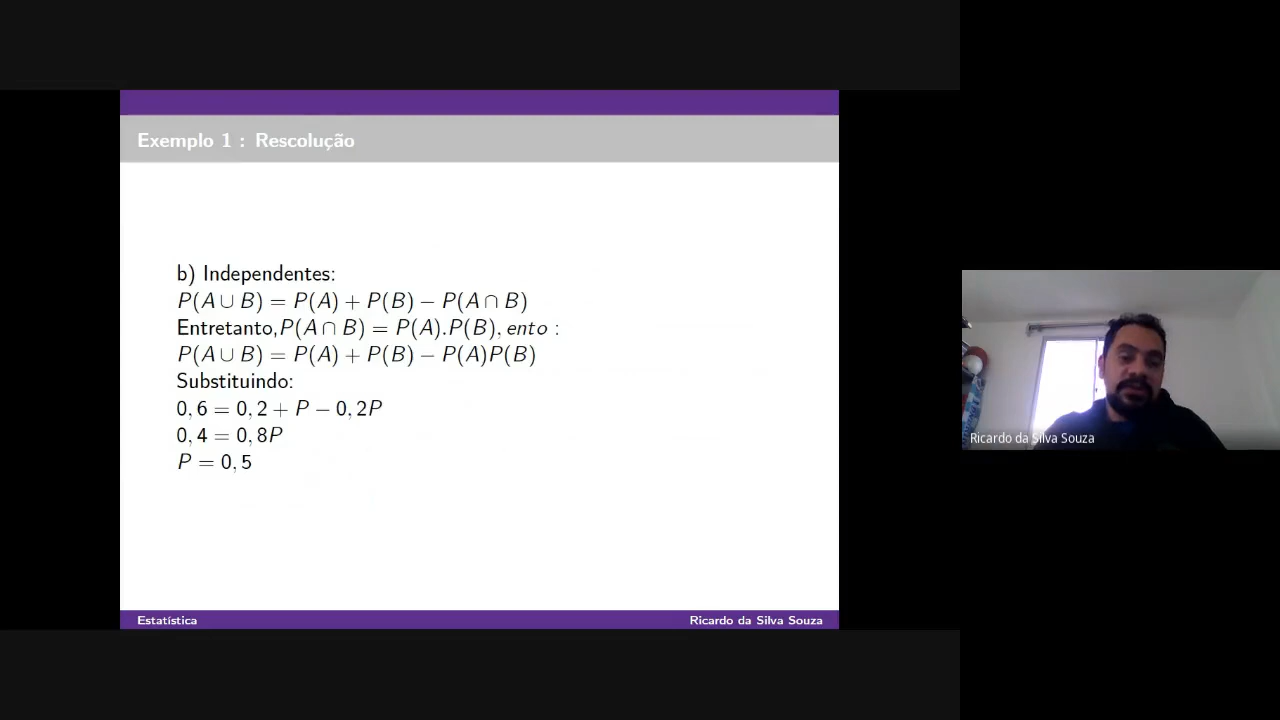 Exemplo 1 : Rescolução
b) Independentes:
P(A ∪ B) = P(A) + P(B) − P(A ∩ B)
Entretanto,P(A ∩ B) = P(A).P(B), ento :
P(A ∪ B) = P(A) + P(B) − P(A)P(B)
Substituindo:
0, 6 = 0, 2 + P − 0, 2P
0, 4 = 0, 8P
P = 0, 5
Estatística
Ricardo da Silva Souza
Ricardo da Silva Souza